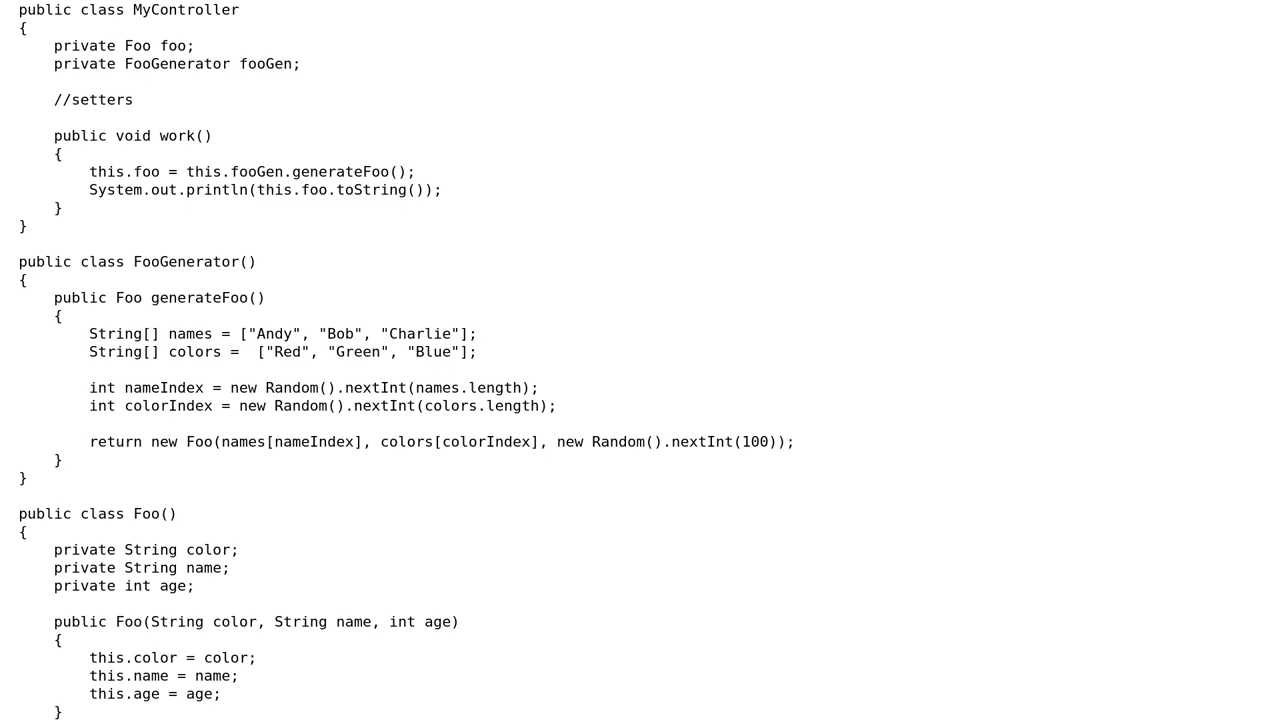 public class MyController
{
    private Foo foo;
    private FooGenerator fooGen;

    //setters

    public void work()
    {
        this.foo = this.fooGen.generateFoo();
        System.out.println(this.foo.toString());
    }
}

public class FooGenerator()
{
    public Foo generateFoo()
    {
        String[] names = ["Andy", "Bob", "Charlie"];
        String[] colors =  ["Red", "Green", "Blue"];

        int nameIndex = new Random().nextInt(names.length);
        int colorIndex = new Random().nextInt(colors.length);

        return new Foo(names[nameIndex], colors[colorIndex], new Random().nextInt(100));
    }
}

public class Foo()
{
    private String color;
    private String name;
    private int age;

    public Foo(String color, String name, int age)
    {
        this.color = color;
        this.name = name;
        this.age = age;
    }